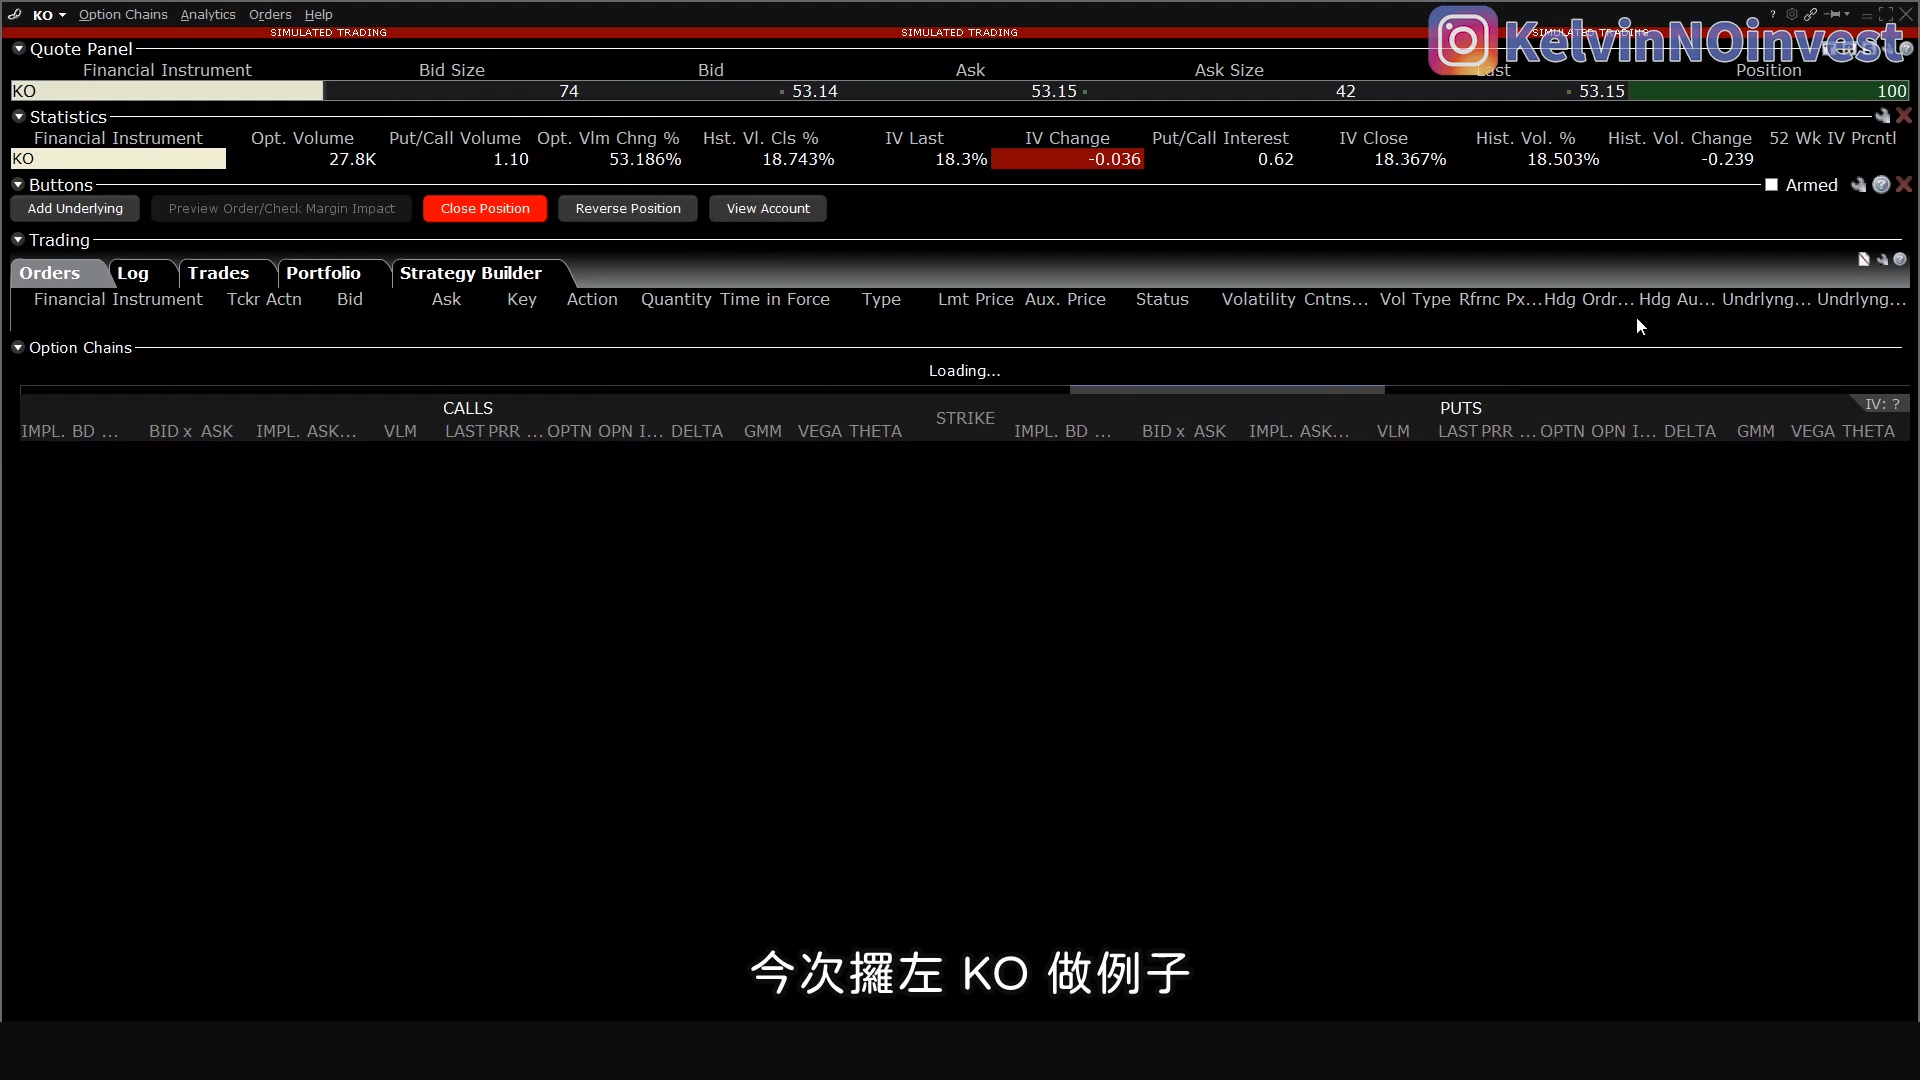 KO Option Chains Analytics Orders Help ?
SIMULATED TRADING SIMULATED TRADING SIMULATED TRADING
KelvinNOinvest
Quote Panel
Financial Instrument Bid Size Bid Ask Ask Size Last Position
KO 74 53.14 53.15 42 53.15 100
Statistics
Financial Instrument Opt. Volume Put/Call Volume Opt. Vlm Chng % Hst. Vl. Cls % IV Last IV Change Put/Call Interest IV Close Hist. Vol. % Hist. Vol. Change 52 Wk IV Prcntl
KO 27.8K 1.10 53.186% 18.743% 18.3% -0.036 0.62 18.367% 18.503% -0.239
Buttons Armed
Add Underlying Preview Order/Check Margin Impact Close Position Reverse Position View Account
Trading
Orders Log Trades Portfolio Strategy Builder
Financial Instrument Tckr Actn Bid Ask Key Action Quantity Time in Force Type Lmt Price Aux. Price Status Volatility Cntns... Vol Type Rfrnc Px... Hdg Ordr... Hdg Au... Undrlyng... Undrlyng...
Option Chains
Loading...
CALLS STRIKE PUTS IV: ?
IMPL. BD ... BID x ASK IMPL. ASK... VLM LAST PRR ... OPTN OPN I... DELTA GMM VEGA THETA IMPL. BD ... BID x ASK IMPL. ASK... VLM LAST PRR ... OPTN OPN I... DELTA GMM VEGA THETA
今次攞左 KO 做例子